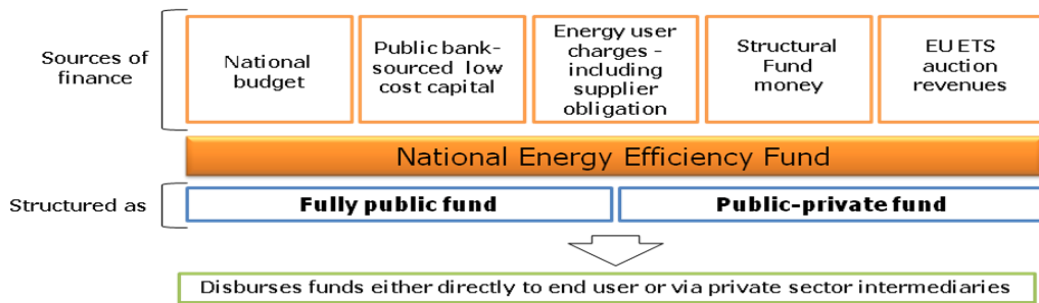 Sources of
finance
National
budget
Public bank-
sourced low
cost capital
Energy user
charges -
including
supplier
obligation
Structural
Fund
money
EU ETS
auction
revenues
National Energy Efficiency Fund
Structured as
Fully public fund
Public-private fund
Disburses funds either directly to end user or via private sector intermediaries